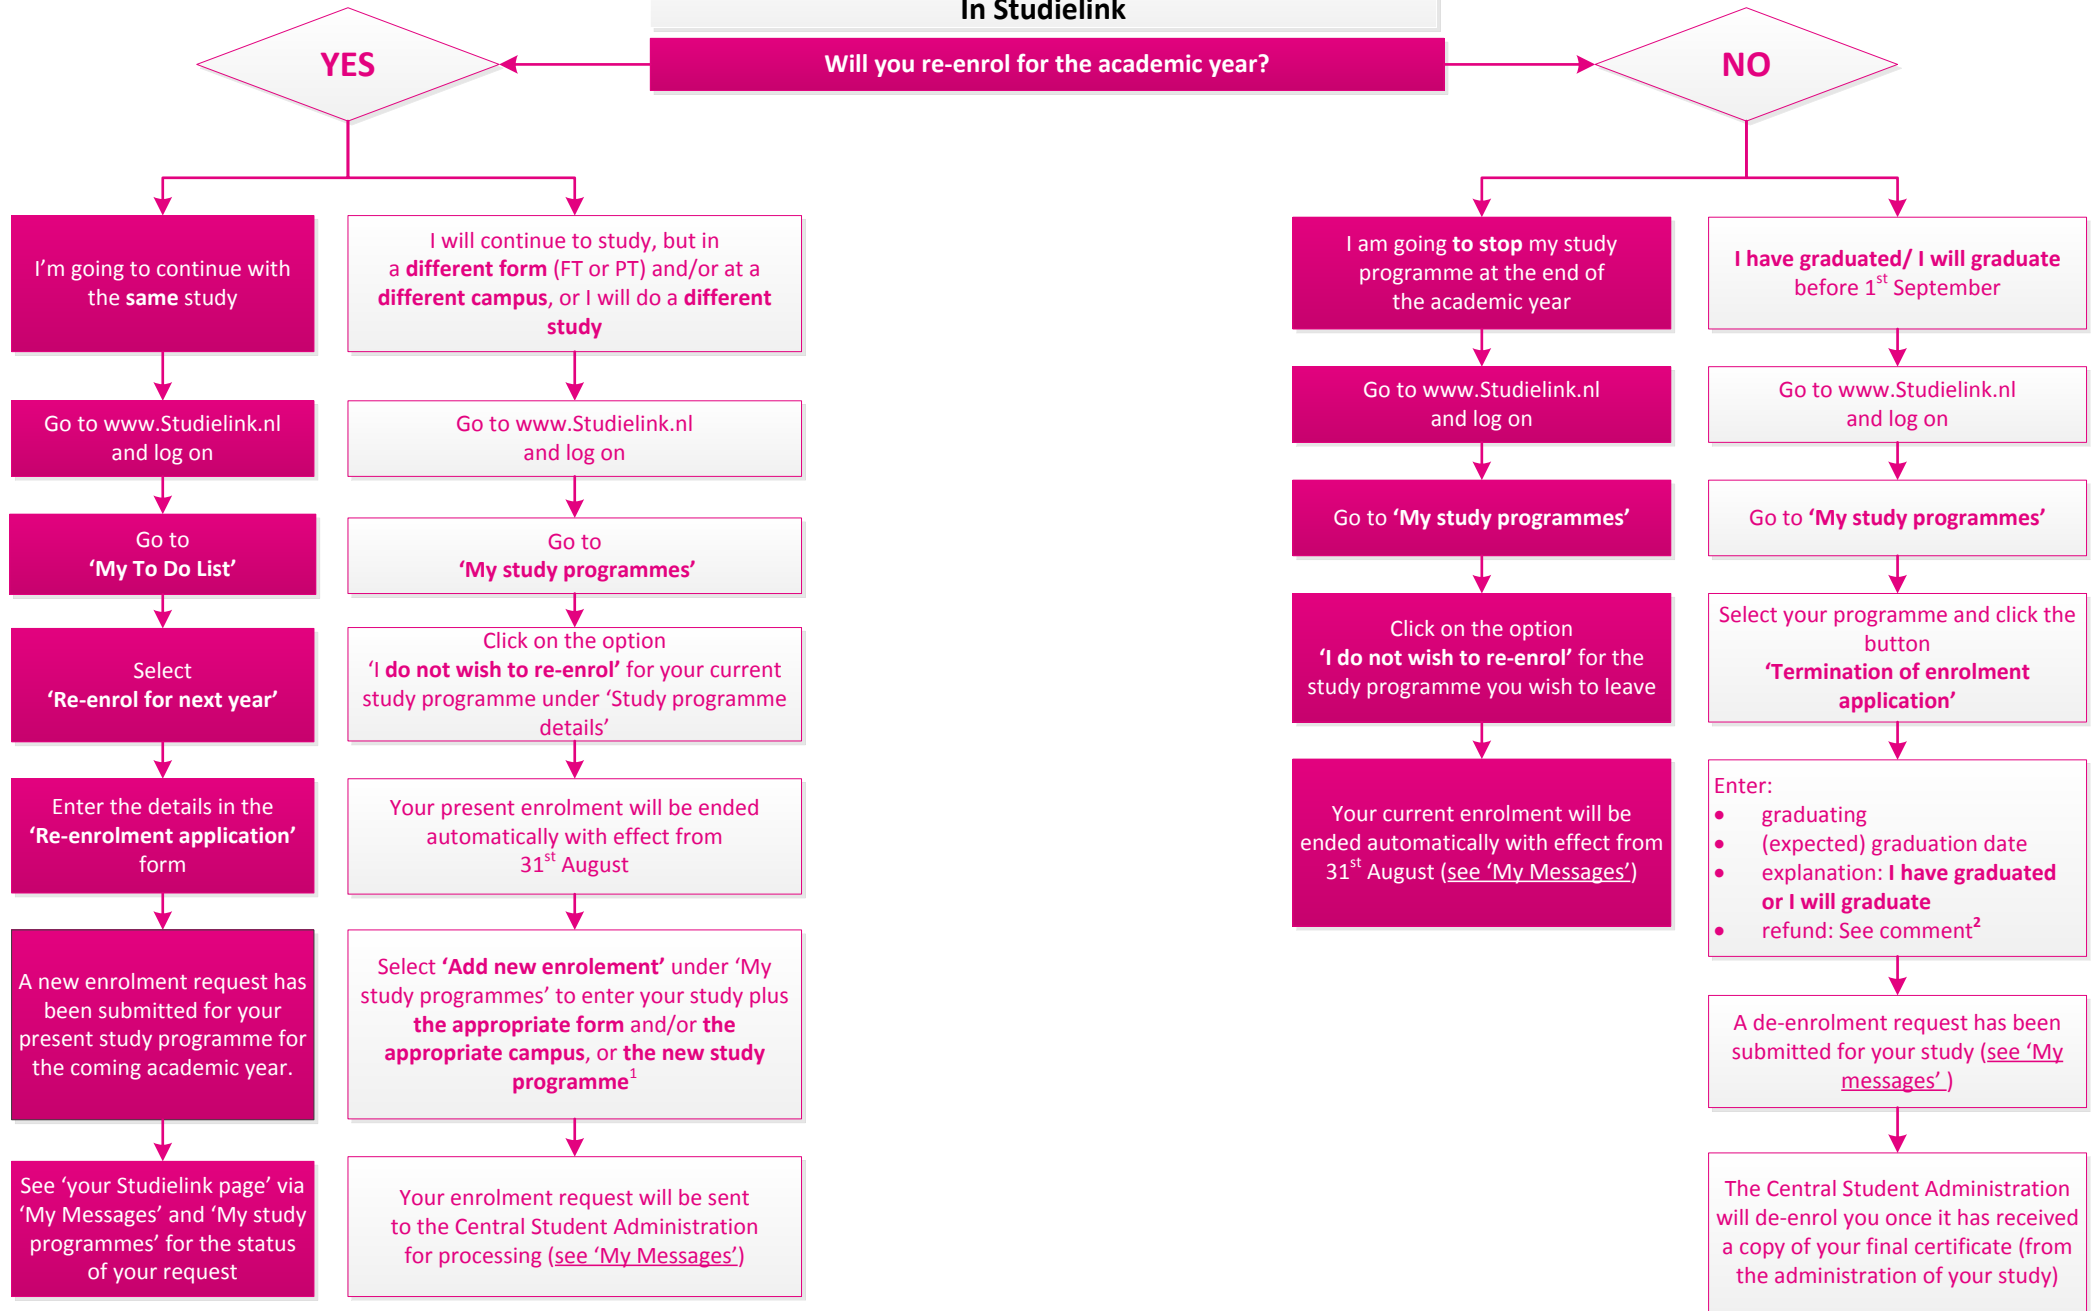 In Studielink
Will you re-enrol for the academic year?
YES
NO
I'm going to continue with
the same study
Go to www.Studielink.nl
and log on
Go to
‘My To Do List’
Select
‘Re-enrol for next year’
Enter the details in the
‘Re-enrolment application’
form
A new enrolment request has
been submitted for your
present study programme for
the coming academic year.
See ‘your Studielink page’ via
‘My Messages’ and ‘My study
programmes’ for the status
of your request
I will continue to study, but in
a different form (FT or PT) and/or at a
different campus, or I will do a different
study
Go to www.Studielink.nl
and log on
Go to
‘My study programmes’
Click on the option
‘I do not wish to re-enrol’ for your current
study programme under ‘Study programme
details’
Your present enrolment will be ended
automatically with effect from
31st August
Select ‘Add new enrolement’ under ‘My
study programmes’ to enter your study plus
the appropriate form and/or the
appropriate campus, or the new study
programme1
Your enrolment request will be sent
to the Central Student Administration
for processing (see ‘My Messages’)
I am going to stop my study
programme at the end of
the academic year
Go to www.Studielink.nl
and log on
Go to ‘My study programmes’
Click on the option
‘I do not wish to re-enrol’ for the
study programme you wish to leave
Your current enrolment will be
ended automatically with effect from
31st August (see ‘My Messages’)
I have graduated/ I will graduate
before 1st September
Go to www.Studielink.nl
and log on
Go to ‘My study programmes’
Select your programme and click the
button
‘Termination of enrolment
application’
Enter:
• graduating
• (expected) graduation date
• explanation: I have graduated
or I will graduate
• refund: See comment2
A de-enrolment request has been
submitted for your study (see ‘My
messages’ )
The Central Student Administration
will de-enrol you once it has received
a copy of your final certificate (from
the administration of your study)